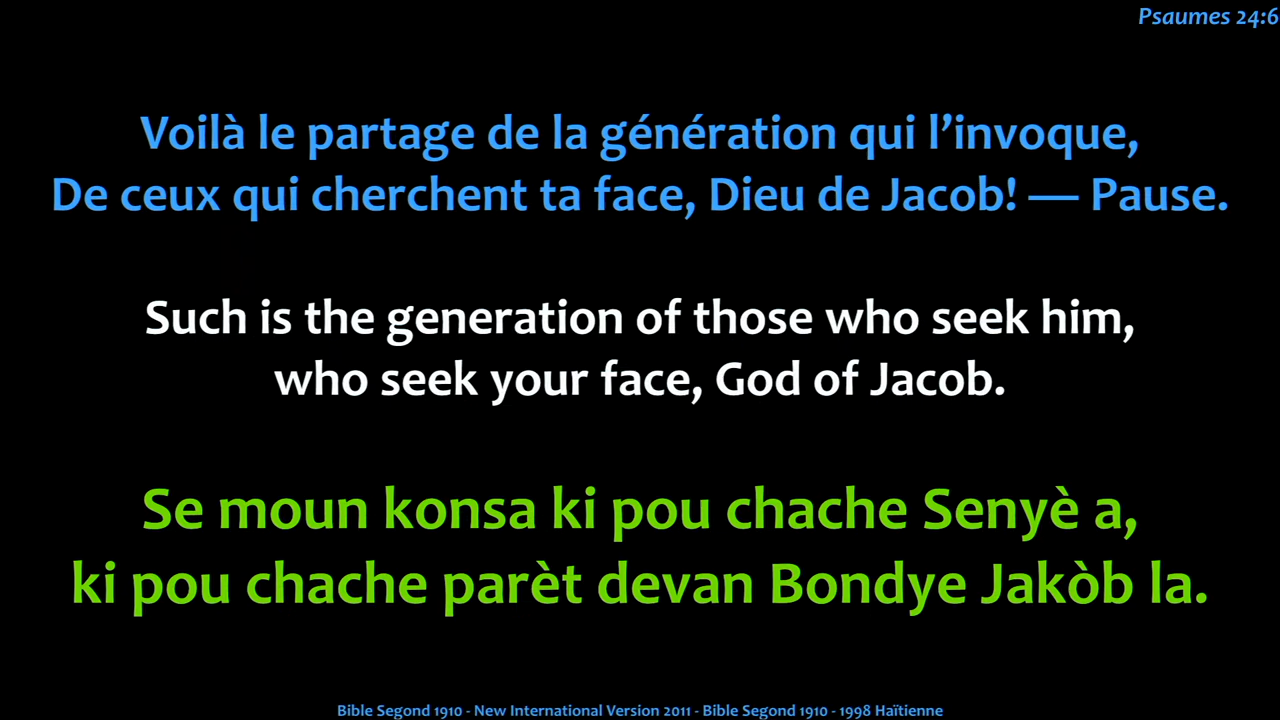 Psaumes 24:6
Voilà le partage de la génération qui l’invoque,
De ceux qui cherchent ta face, Dieu de Jacob! — Pause.
Such is the generation of those who seek him,
who seek your face, God of Jacob.
Se moun konsa ki pou chache Senyè a,
ki pou chache parèt devan Bondye Jakòb la.
Bible Segond 1910 - New International Version 2011 - Bible Segond 1910 - 1998 Haïtienne